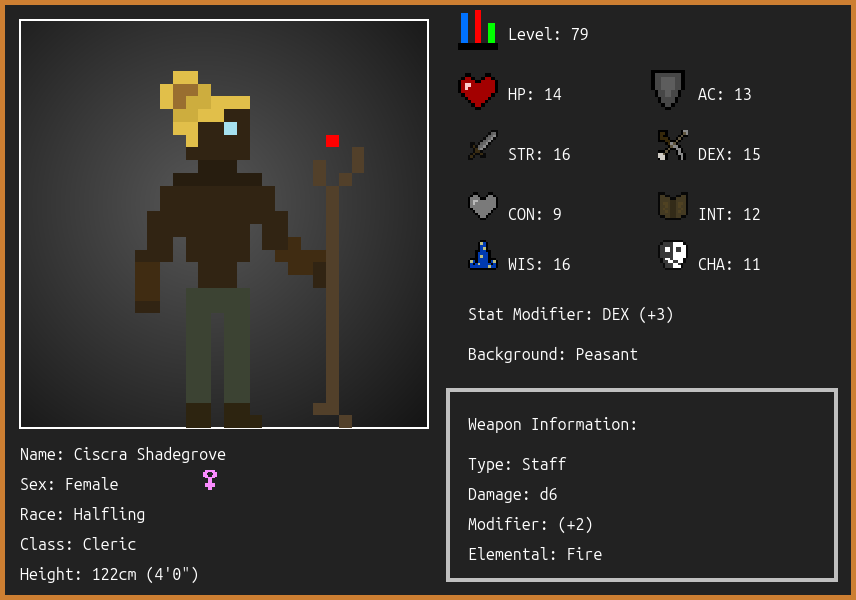 Level: 79
HP: 14
AC: 13
STR: 16
DEX: 15
CON: 9
INT: 12
WIS: 16
CHA: 11
Stat Modifier: DEX (+3)
Background: Peasant
Weapon Information:
Type: Staff
Damage: d6
Modifier: (+2)
Elemental: Fire
Name: Ciscra Shadegrove
Sex: Female
Race: Halfling
Class: Cleric
Height: 122cm (4'0")